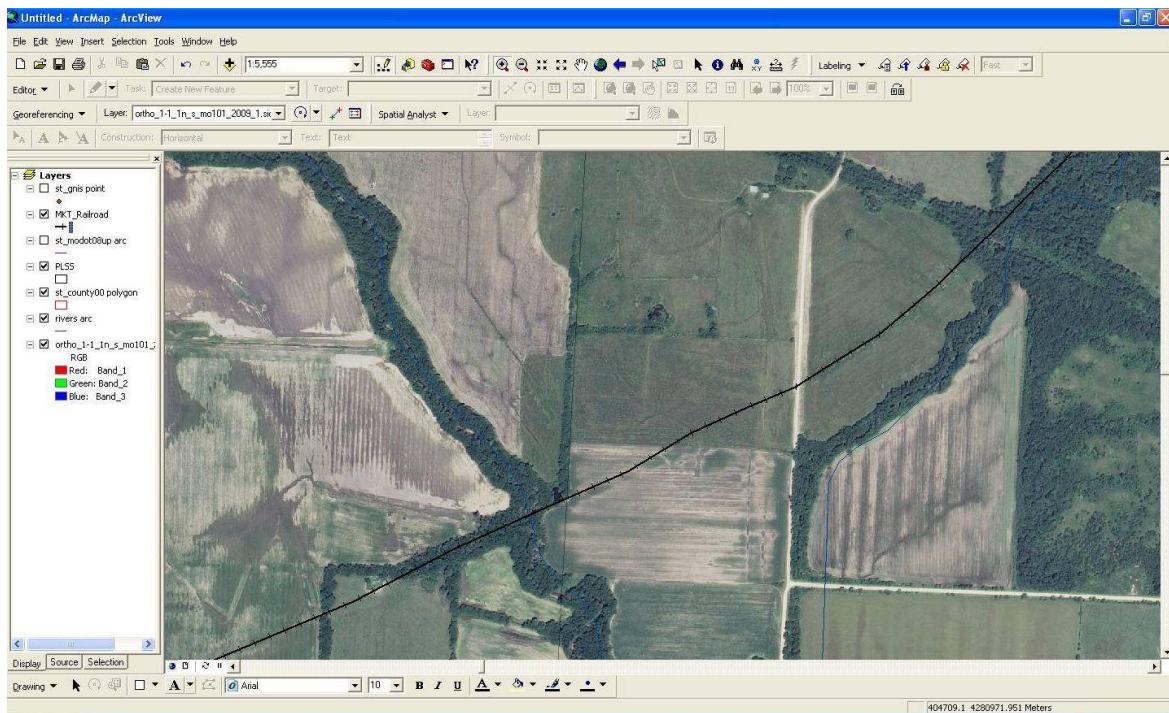 Untitled - ArcMap - ArcView
File Edit View Insert Selection Tools Window Help
1:5,555 Labeling Fast
Editor Task: Create New Feature Target: 100%
Georeferencing Layer: ortho_1-1_1n_s_mo101_2009_1.si Spatial Analyst Layer:
Construction: Horizontal Text: Text Symbol:
Layers
st_gnis point
MKT_Railroad
st_modot08up arc
PLSS
st_county00 polygon
rivers arc
ortho_1-1_1n_s_mo101_
RGB
Red: Band_1
Green: Band_2
Blue: Band_3
Display Source Selection
Drawing A Arial 10 B I U A
404709.1 4280971.951 Meters